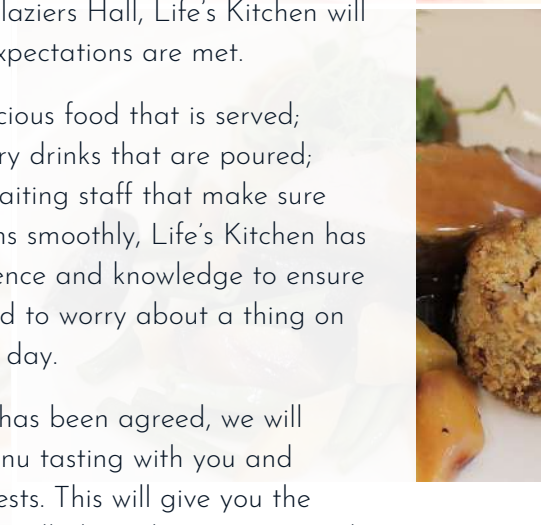 laziers Hall, Life's Kitchen will
xpectations are met.
cious food that is served;
ry drinks that are poured;
aiting staff that make sure
ns smoothly, Life's Kitchen has
ence and knowledge to ensure
d to worry about a thing on
day.
has been agreed, we will
nu tasting with you and
ests. This will give you the